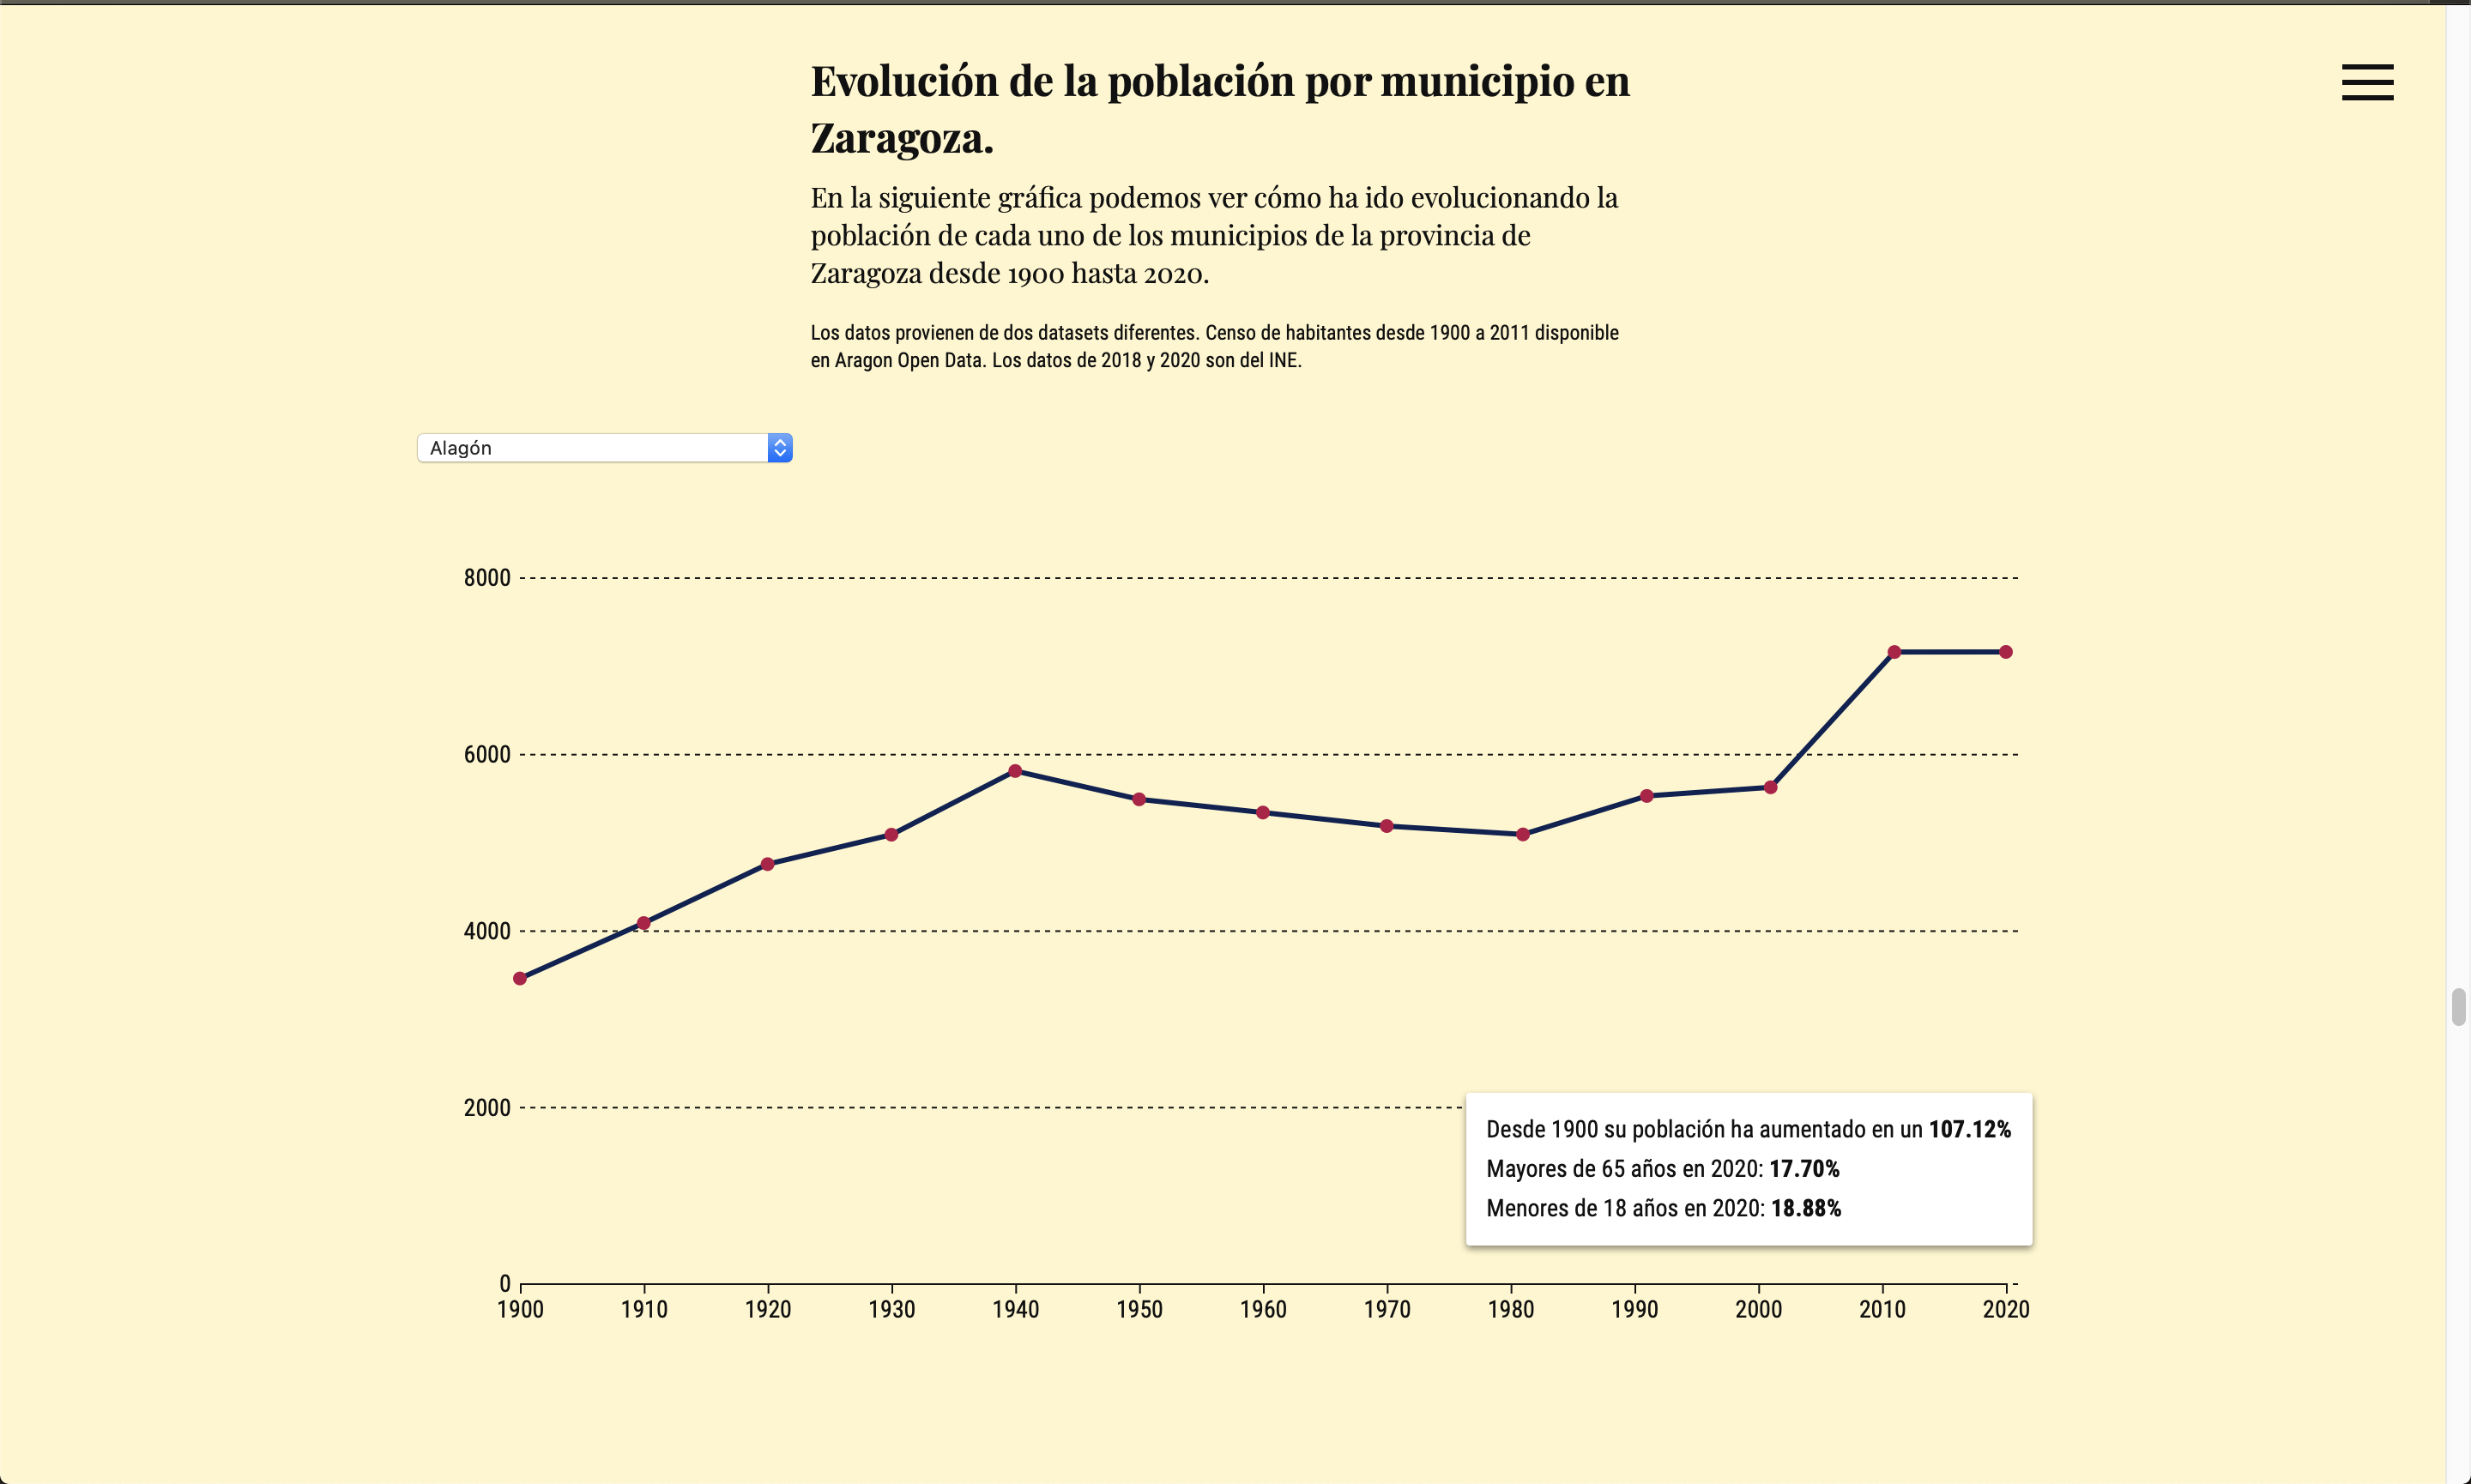 Evolución de la población por municipio en
Zaragoza.
En la siguiente gráfica podemos ver cómo ha ido evolucionando la
población de cada uno de los municipios de la provincia de
Zaragoza desde 1900 hasta 2020.
Los datos provienen de dos datasets diferentes. Censo de habitantes desde 1900 a 2011 disponible
en Aragon Open Data. Los datos de 2018 y 2020 son del INE.
Alagón
8000
6000
4000
2000
0
Desde 1900 su población ha aumentado en un 107.12%
Mayores de 65 años en 2020: 17.70%
Menores de 18 años en 2020: 18.88%
1900 1910 1920 1930 1940 1950 1960 1970 1980 1990 2000 2010 2020